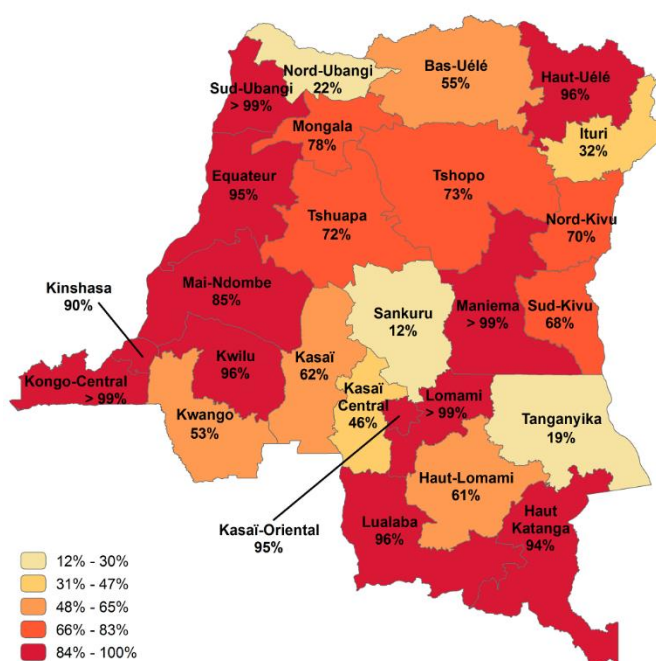 Nord-Ubangi
22%
Bas-Uélé
55%
Haut-Uélé
96%
Sud-Ubangi
> 99%
Ituri
32%
Mongala
78%
Equateur
95%
Tshopo
73%
Tshuapa
72%
Nord-Kivu
70%
Kinshasa
90%
Mai-Ndombe
85%
Sankuru
12%
Maniema
> 99%
Sud-Kivu
68%
Kwilu
96%
Kasaï
62%
Kongo-Central
> 99%
Kwango
53%
Kasaï
Central
46%
Lomami
> 99%
Tanganyika
19%
Haut-Lomami
61%
Kasaï-Oriental
95%
Lualaba
96%
Haut
Katanga
94%
12% - 30%
31% - 47%
48% - 65%
66% - 83%
84% - 100%